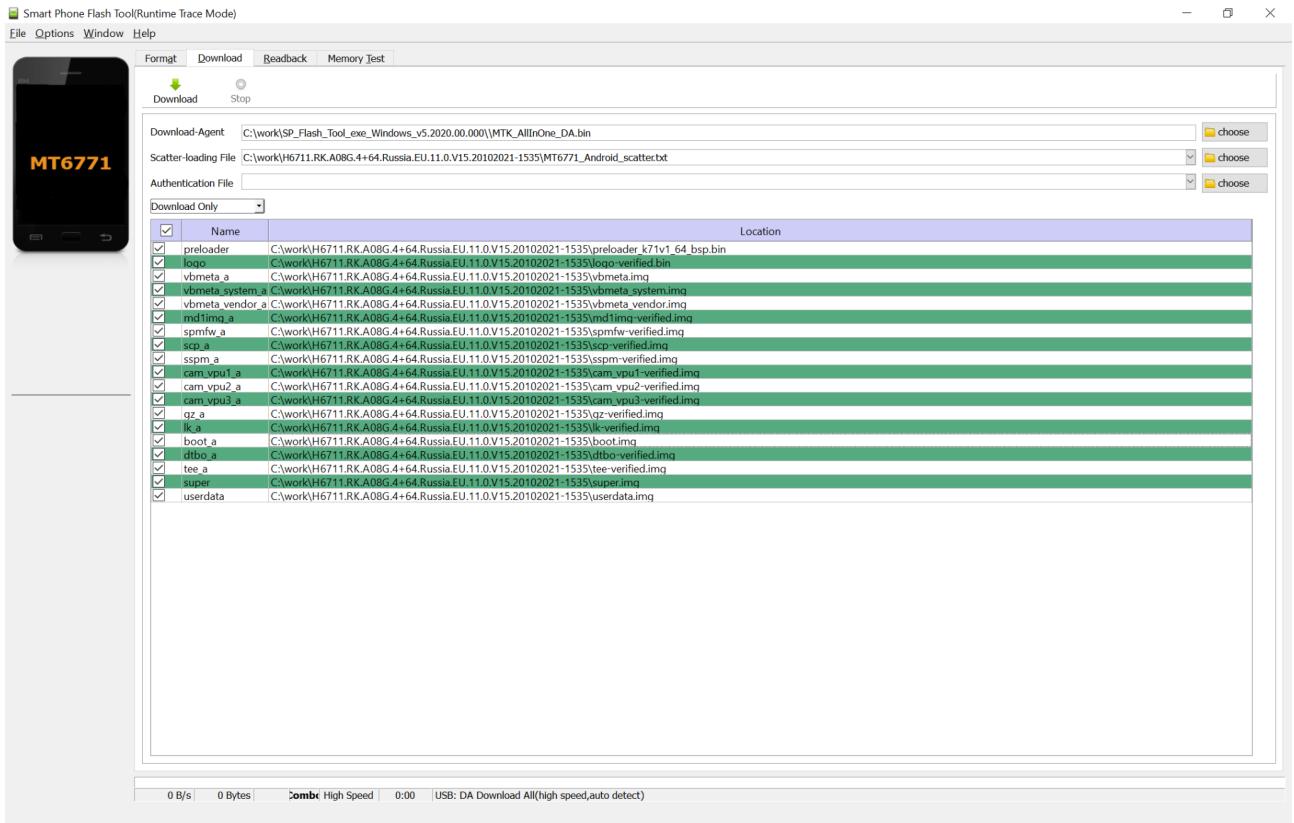 Smart Phone Flash Tool(Runtime Trace Mode)
File Options Window Help
Format Download Readback Memory Test
Download Stop
Download-Agent C:\work\SP_Flash_Tool_exe_Windows_v5.2020.00.000\\MTK_AllInOne_DA.bin choose
Scatter-loading File C:\work\H6711.RK.A08G.4+64.Russia.EU.11.0.V15.20102021-1535\MT6771_Android_scatter.txt choose
MT6771
Authentication File choose
Download Only
Name Location
preloader C:\work\H6711.RK.A08G.4+64.Russia.EU.11.0.V15.20102021-1535\preloader_k71v1_64_bsp.bin
logo C:\work\H6711.RK.A08G.4+64.Russia.EU.11.0.V15.20102021-1535\logo-verified.bin
vbmeta_a C:\work\H6711.RK.A08G.4+64.Russia.EU.11.0.V15.20102021-1535\vbmeta.img
vbmeta_system_a C:\work\H6711.RK.A08G.4+64.Russia.EU.11.0.V15.20102021-1535\vbmeta_system.img
vbmeta_vendor_a C:\work\H6711.RK.A08G.4+64.Russia.EU.11.0.V15.20102021-1535\vbmeta_vendor.img
md1img_a C:\work\H6711.RK.A08G.4+64.Russia.EU.11.0.V15.20102021-1535\md1img-verified.img
spmfw_a C:\work\H6711.RK.A08G.4+64.Russia.EU.11.0.V15.20102021-1535\spmfw-verified.img
scp_a C:\work\H6711.RK.A08G.4+64.Russia.EU.11.0.V15.20102021-1535\scp-verified.img
sspm_a C:\work\H6711.RK.A08G.4+64.Russia.EU.11.0.V15.20102021-1535\sspm-verified.img
cam_vpu1_a C:\work\H6711.RK.A08G.4+64.Russia.EU.11.0.V15.20102021-1535\cam_vpu1-verified.img
cam_vpu2_a C:\work\H6711.RK.A08G.4+64.Russia.EU.11.0.V15.20102021-1535\cam_vpu2-verified.img
cam_vpu3_a C:\work\H6711.RK.A08G.4+64.Russia.EU.11.0.V15.20102021-1535\cam_vpu3-verified.img
gz_a C:\work\H6711.RK.A08G.4+64.Russia.EU.11.0.V15.20102021-1535\gz-verified.img
lk_a C:\work\H6711.RK.A08G.4+64.Russia.EU.11.0.V15.20102021-1535\lk-verified.img
boot_a C:\work\H6711.RK.A08G.4+64.Russia.EU.11.0.V15.20102021-1535\boot.img
dtbo_a C:\work\H6711.RK.A08G.4+64.Russia.EU.11.0.V15.20102021-1535\dtbo-verified.img
tee_a C:\work\H6711.RK.A08G.4+64.Russia.EU.11.0.V15.20102021-1535\tee-verified.img
super C:\work\H6711.RK.A08G.4+64.Russia.EU.11.0.V15.20102021-1535\super.img
userdata C:\work\H6711.RK.A08G.4+64.Russia.EU.11.0.V15.20102021-1535\userdata.img
0 B/s 0 Bytes High Speed 0:00 USB: DA Download All(high speed,auto detect)